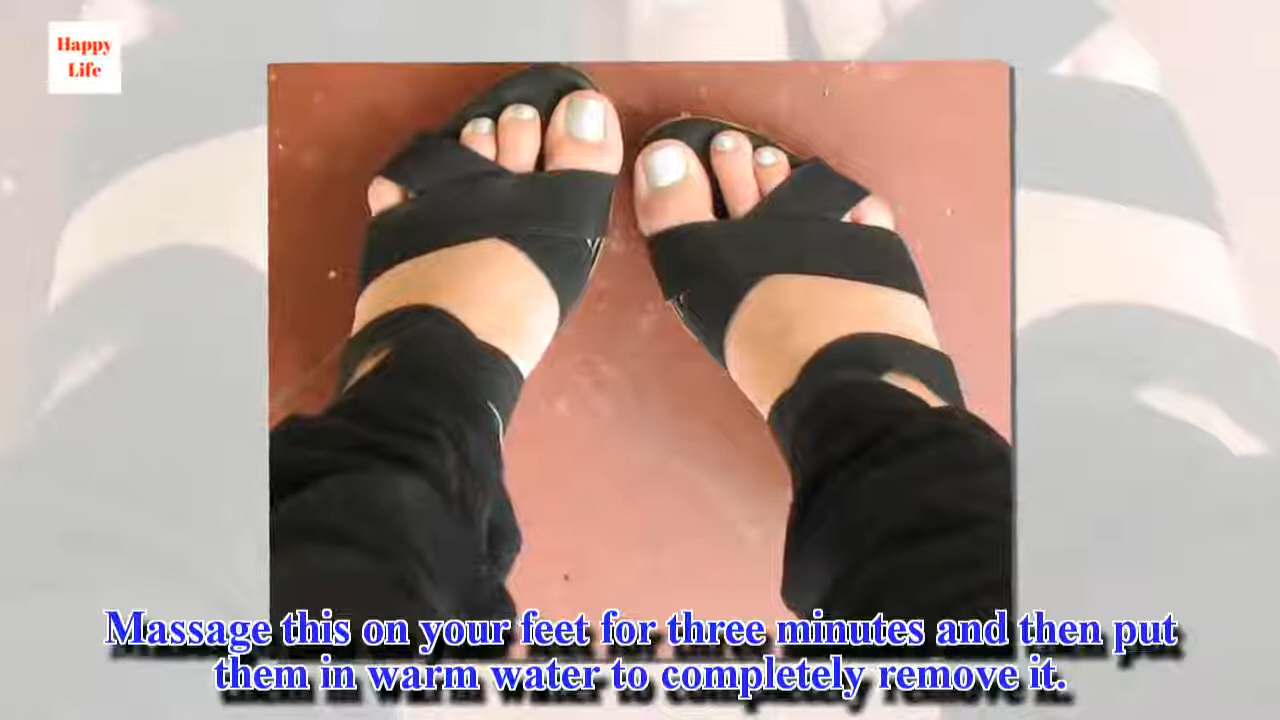 Happy
Life
Massage this on your feet for three minutes and then put
them in warm water to completely remove it.